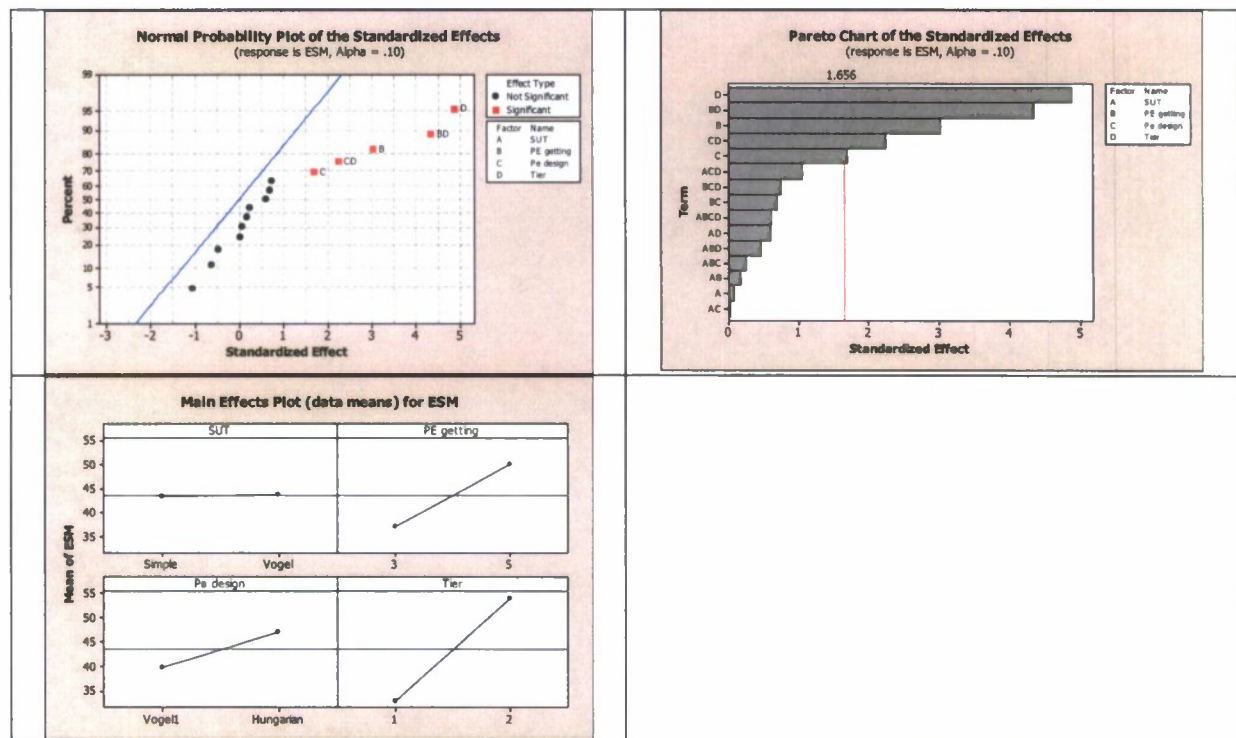 Normal Probability Plot of the Standardized Effects
(response is ESM, Alpha = .10)
99
95
90
80
70
60
50
40
30
20
10
5
1
Percent
-3 -2 -1 0 1 2 3 4 5
Standardized Effect
D
BD
B
CD
C
Effect Type
Not Significant
Significant
Factor Name
A SUT
B PE getting
C Pe design
D Tier
Pareto Chart of the Standardized Effects
(response is ESM, Alpha = .10)
1.656
Term
D
BD
B
CD
C
ACD
BCD
BC
ABCD
AD
ABD
ABC
AB
A
AC
0 1 2 3 4 5
Standardized Effect
Factor Name
A SUT
B PE getting
C Pe design
D Tier
Main Effects Plot (data means) for ESM
Mean of ESM
SUT PE getting
55
50
45
40
35
Simple Vogel 3 5
Pe design Tier
55
50
45
40
35
Vogel1 Hungarian 1 2